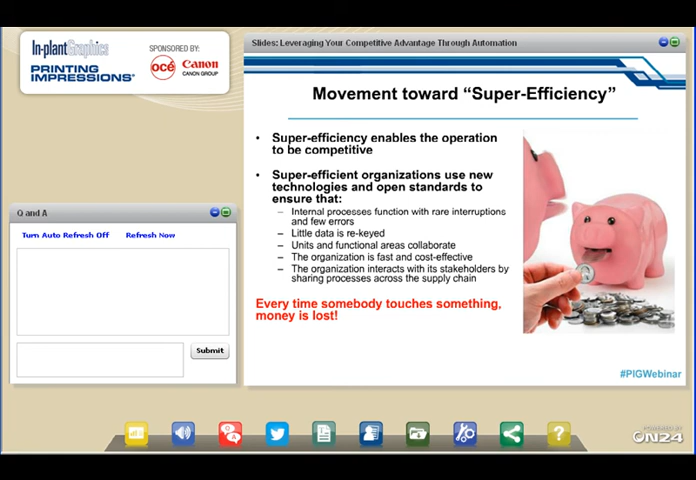 In-plantGraphics
PRINTING
IMPRESSIONS
SPONSORED BY:
océ
Canon
CANON GROUP
Slides: Leveraging Your Competitive Advantage Through Automation
Movement toward “Super-Efficiency”
• Super-efficiency enables the operation
to be competitive
• Super-efficient organizations use new
technologies and open standards to
ensure that:
– Internal processes function with rare interruptions
and few errors
– Little data is re-keyed
– Units and functional areas collaborate
– The organization is fast and cost-effective
– The organization interacts with its stakeholders by
sharing processes across the supply chain
Every time somebody touches something,
money is lost!
#PIGWebinar
Q and A
Turn Auto Refresh Off
Refresh Now
Submit
Q
A
?
POWERED BY
ON24